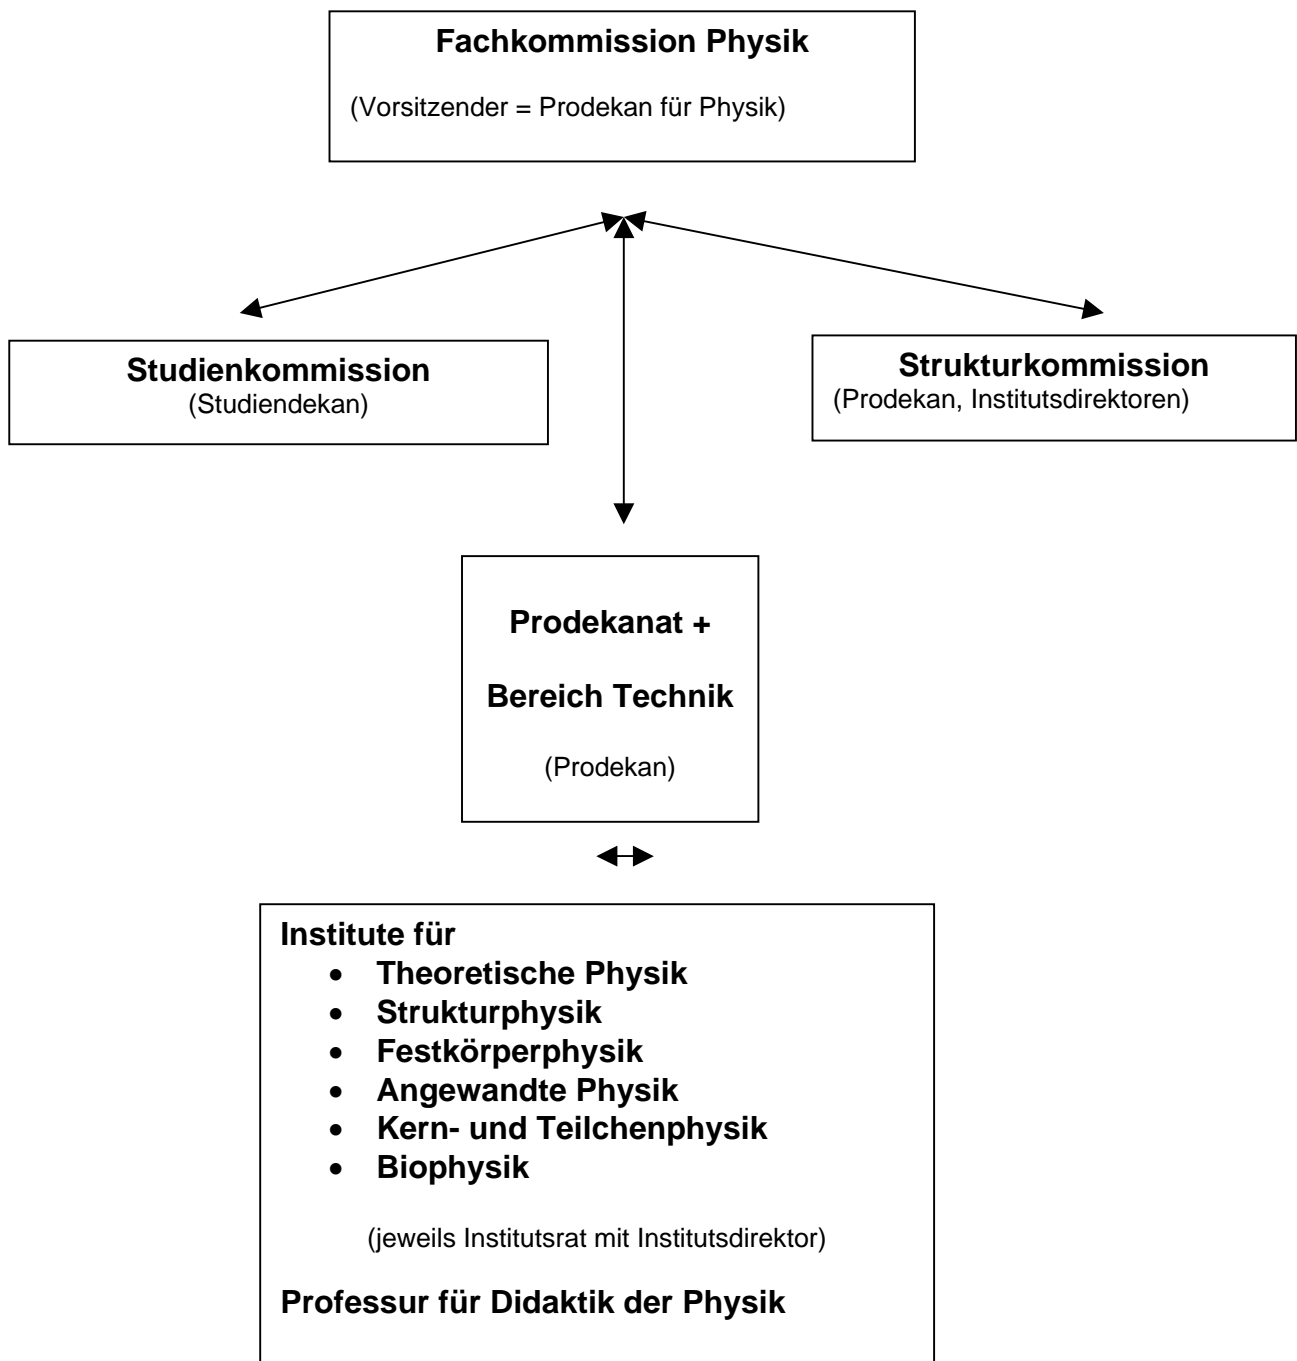 Fachkommission Physik
(Vorsitzender = Prodekan für Physik)
Studienkommission
(Studiendekan)
Strukturkommission
(Prodekan, Institutsdirektoren)
Prodekanat +
Bereich Technik
(Prodekan)
Institute für
• Theoretische Physik
• Strukturphysik
• Festkörperphysik
• Angewandte Physik
• Kern- und Teilchenphysik
• Biophysik
(jeweils Institutsrat mit Institutsdirektor)
Professur für Didaktik der Physik